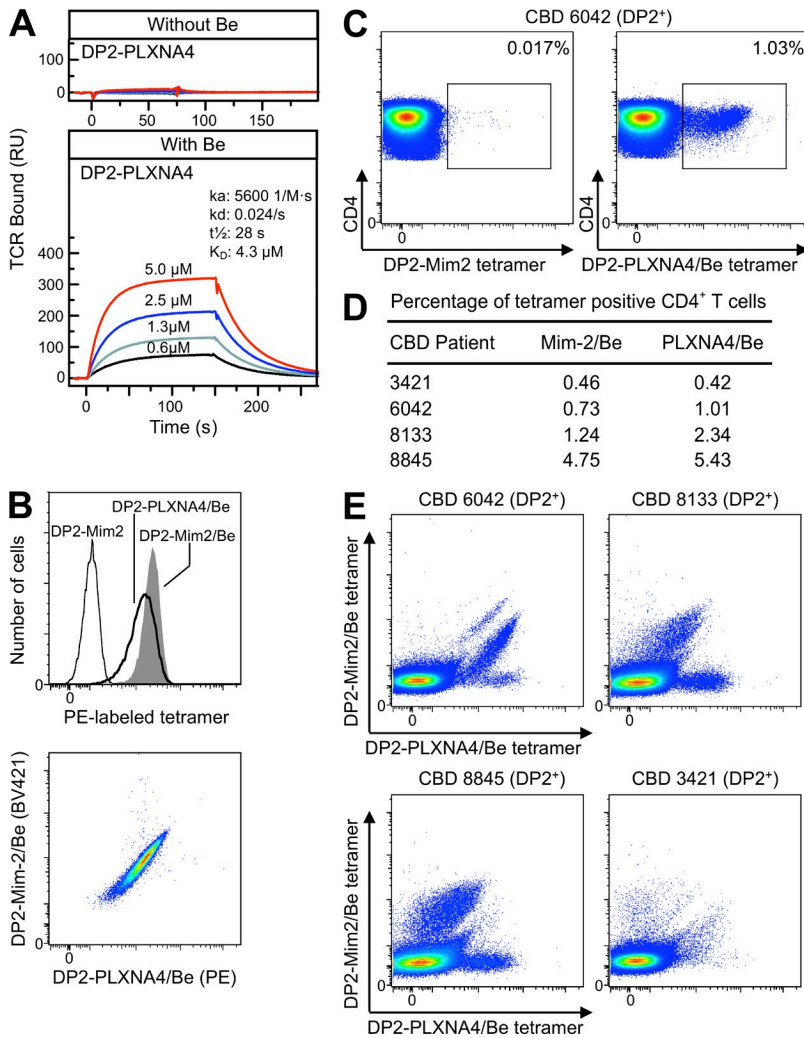 A
Without Be
DP2-PLXNA4
100
0
0 50 100 150
With Be
DP2-PLXNA4
ka: 5600 1/M·s
kd: 0.024/s
t½: 28 s
K_D: 4.3 µM
TCR Bound (RU)
400
300
200
100
0
5.0 µM
2.5 µM
1.3µM
0.6µM
0 100 200
Time (s)
B
DP2-PLXNA4/Be
DP2-Mim2
DP2-Mim2/Be
Number of cells
0
0
PE-labeled tetramer
DP2-Mim-2/Be (BV421)
0
0
DP2-PLXNA4/Be (PE)
C
CBD 6042 (DP2⁺)
0.017%
1.03%
CD4
0
0
DP2-Mim2 tetramer
CD4
0
0
DP2-PLXNA4/Be tetramer
D
Percentage of tetramer positive CD4⁺ T cells
CBD Patient Mim-2/Be PLXNA4/Be
3421 0.46 0.42
6042 0.73 1.01
8133 1.24 2.34
8845 4.75 5.43
E
CBD 6042 (DP2⁺) CBD 8133 (DP2⁺)
DP2-Mim2/Be tetramer
0
0 0
DP2-PLXNA4/Be tetramer
CBD 8845 (DP2⁺) CBD 3421 (DP2⁺)
DP2-Mim2/Be tetramer
0
0 0
DP2-PLXNA4/Be tetramer